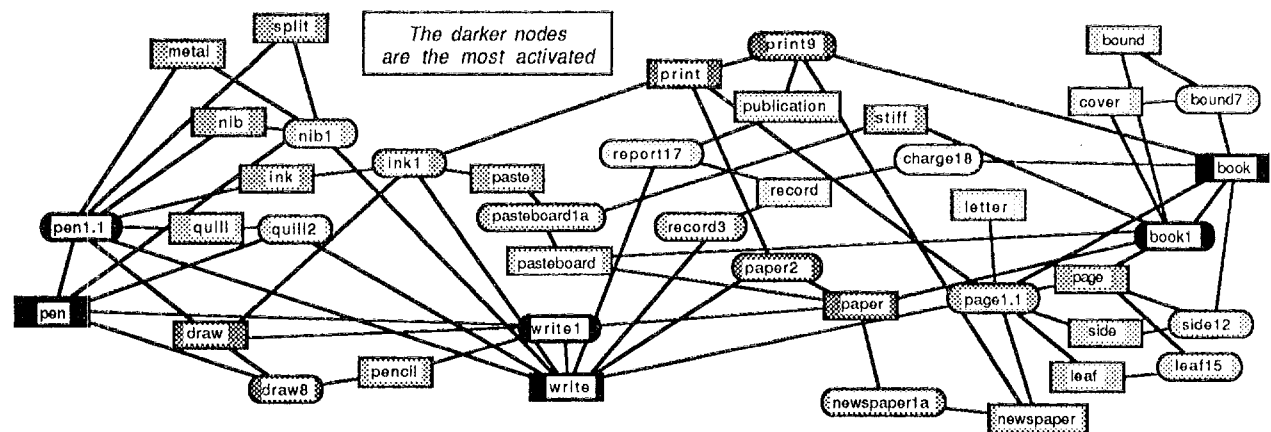 split
The darker nodes
are the most activated
metal
print9
bound
print
cover
bound7
publication
nib
nib1
stiff
report17
charge18
ink1
book
ink
paste
record
letter
pasteboard1a
pen1.1
quill
quill2
record3
book1
pasteboard
paper2
page
page1.1
paper
pen
write1
side
side12
draw
pencil
write
leaf
leaf15
draw8
newspaper1a
newspaper